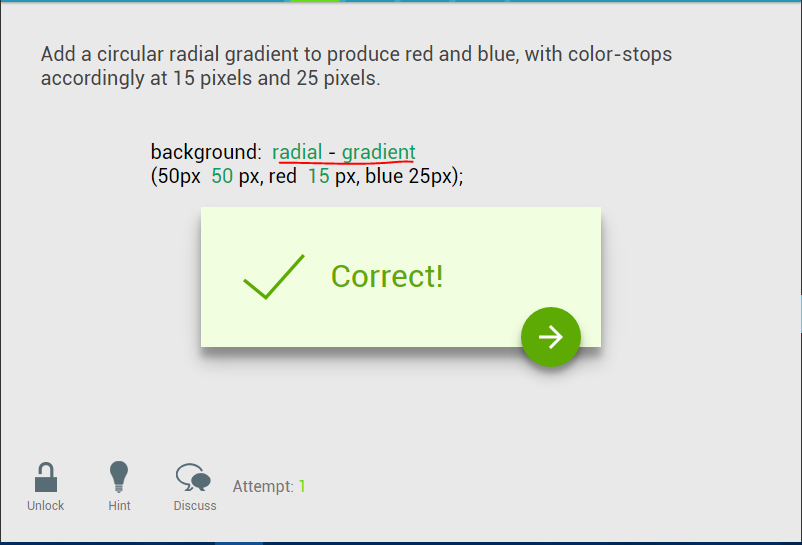 Add a circular radial gradient to produce red and blue, with color-stops
accordingly at 15 pixels and 25 pixels.
background: radial - gradient
(50px 50 px, red 15 px, blue 25px);
Correct!
Unlock Hint Discuss Attempt: 1